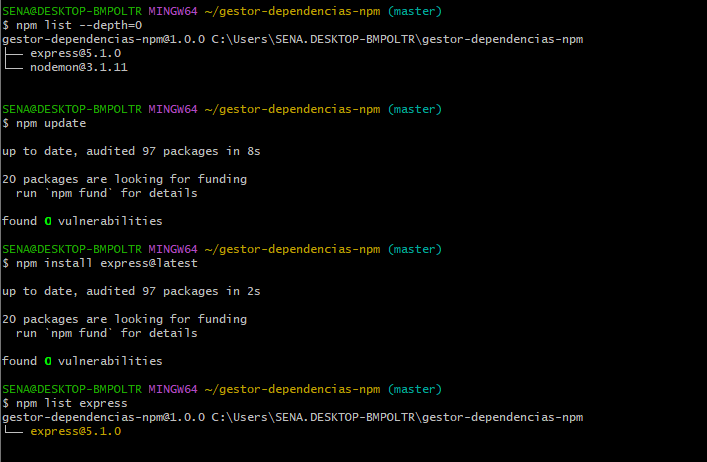 SENA@DESKTOP-BMPOLTR MINGW64 ~/gestor-dependencias-npm (master)
$ npm list --depth=0
gestor-dependencias-npm@1.0.0 C:\Users\SENA.DESKTOP-BMPOLTR\gestor-dependencias-npm
├── express@5.1.0
└── nodemon@3.1.11
SENA@DESKTOP-BMPOLTR MINGW64 ~/gestor-dependencias-npm (master)
$ npm update
up to date, audited 97 packages in 8s
20 packages are looking for funding
  run `npm fund` for details
found 0 vulnerabilities
SENA@DESKTOP-BMPOLTR MINGW64 ~/gestor-dependencias-npm (master)
$ npm install express@latest
up to date, audited 97 packages in 2s
20 packages are looking for funding
  run `npm fund` for details
found 0 vulnerabilities
SENA@DESKTOP-BMPOLTR MINGW64 ~/gestor-dependencias-npm (master)
$ npm list express
gestor-dependencias-npm@1.0.0 C:\Users\SENA.DESKTOP-BMPOLTR\gestor-dependencias-npm
└── express@5.1.0